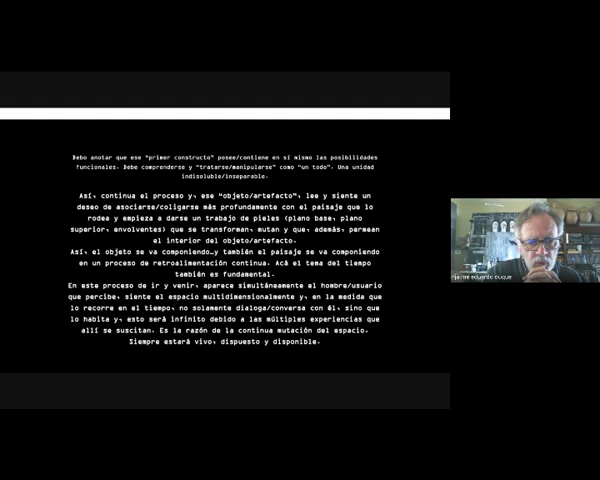 Debo anotar que ese "primer constructo" posee/contiene en sí mismo las posibilidades
funcionales. Debe comprenderse y "tratarse/manipularse" como "un todo". Una unidad
indisoluble/inseparable.
Así, continua el proceso y, ese "objeto/artefacto", lee y siente un
deseo de asociarse/coligarse más profundamente con el paisaje que lo
rodea y empieza a darse un trabajo de pieles (plano base, plano
superior, envolventes) que se transforman, mutan y que, además, permean
el interior del objeto/artefacto.
Así, el objeto se va componiendo…y también el paisaje se va componiendo
en un proceso de retroalimentación continua. Acá el tema del tiempo
también es fundamental.
En este proceso de ir y venir, aparece simultáneamente el hombre/usuario
que percibe, siente el espacio multidimensionalmente y, en la medida que
lo recorre en el tiempo, no solamente dialoga/conversa con él, sino que
lo habita y, esto será infinito debido a las múltiples experiencias que
allí se suscitan. Es la razón de la continua mutación del espacio.
Siempre estará vivo, dispuesto y disponible.
jaime eduardo duque